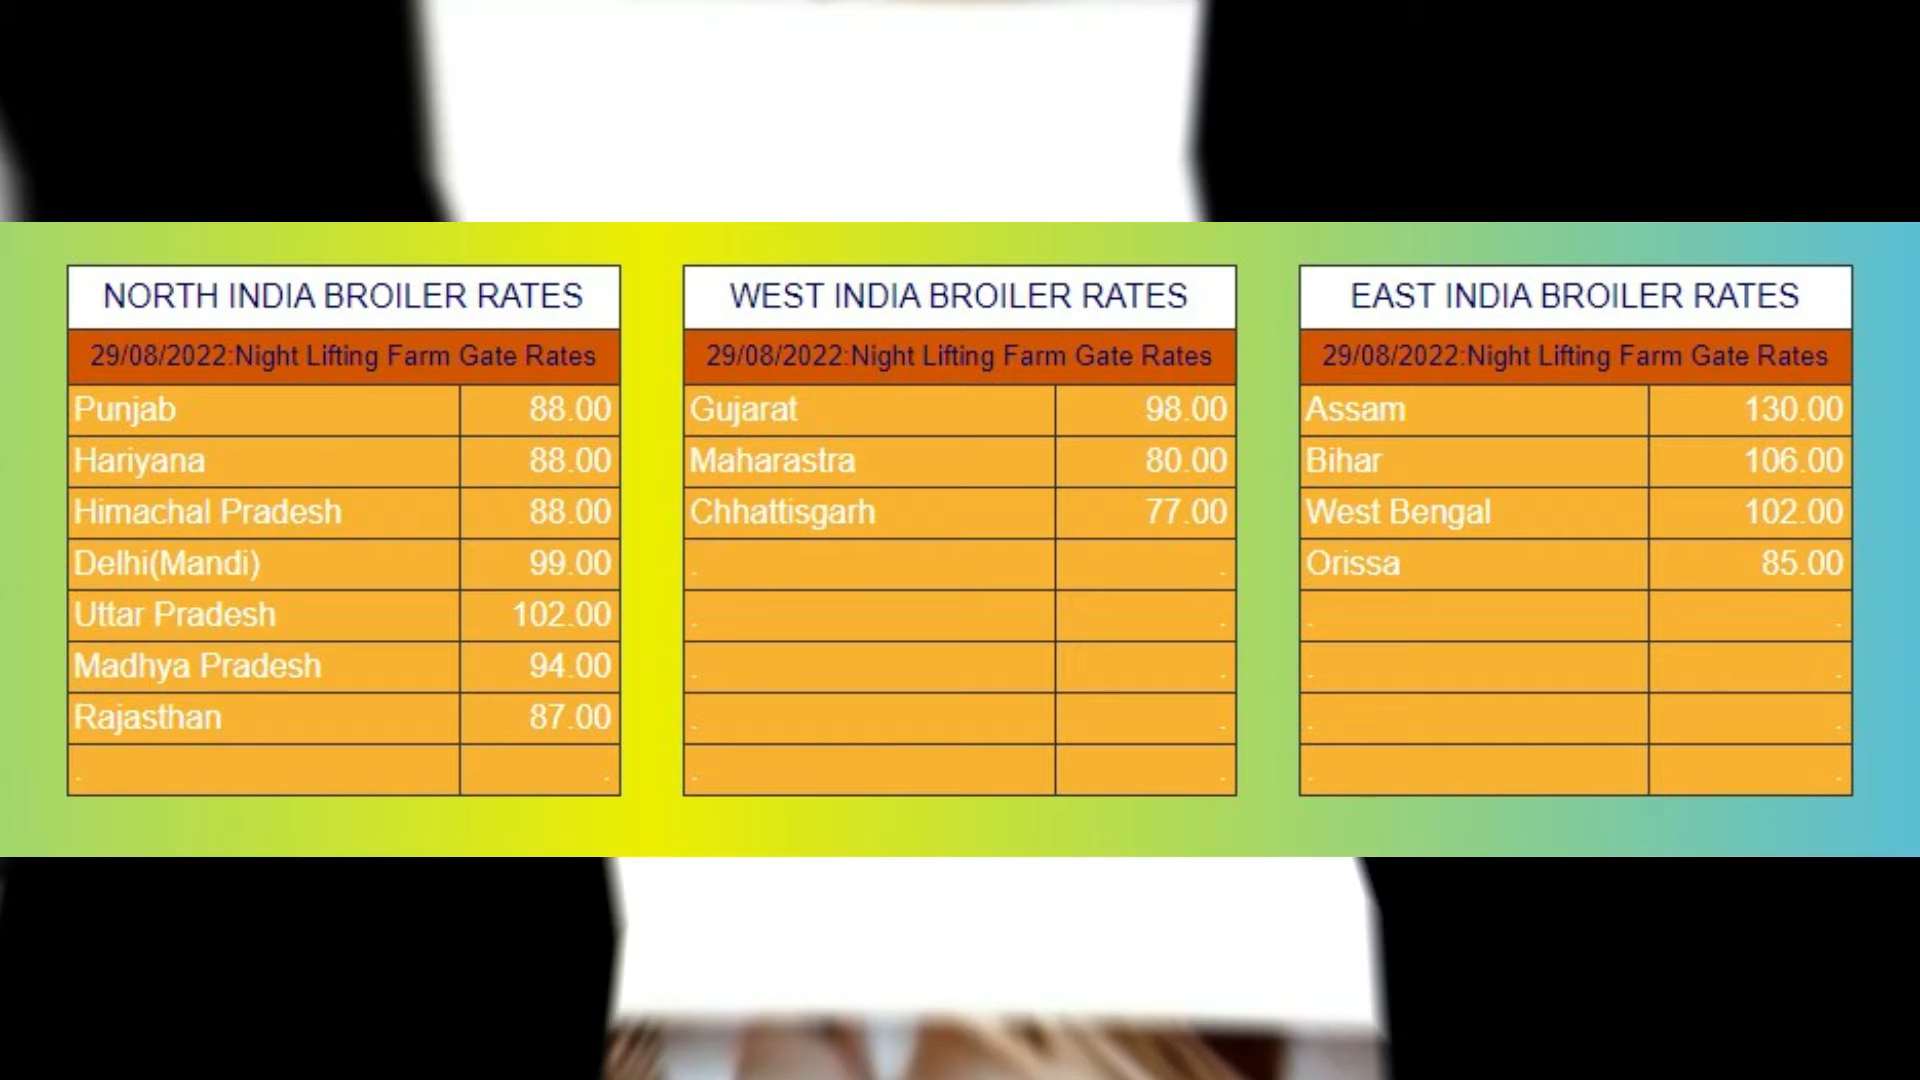 NORTH INDIA BROILER RATES
29/08/2022:Night Lifting Farm Gate Rates
Punjab 88.00
Hariyana 88.00
Himachal Pradesh 88.00
Delhi(Mandi) 99.00
Uttar Pradesh 102.00
Madhya Pradesh 94.00
Rajasthan 87.00
. .
WEST INDIA BROILER RATES
29/08/2022:Night Lifting Farm Gate Rates
Gujarat 98.00
Maharastra 80.00
Chhattisgarh 77.00
. .
. .
. .
. .
. .
EAST INDIA BROILER RATES
29/08/2022:Night Lifting Farm Gate Rates
Assam 130.00
Bihar 106.00
West Bengal 102.00
Orissa 85.00
. .
. .
. .
. .